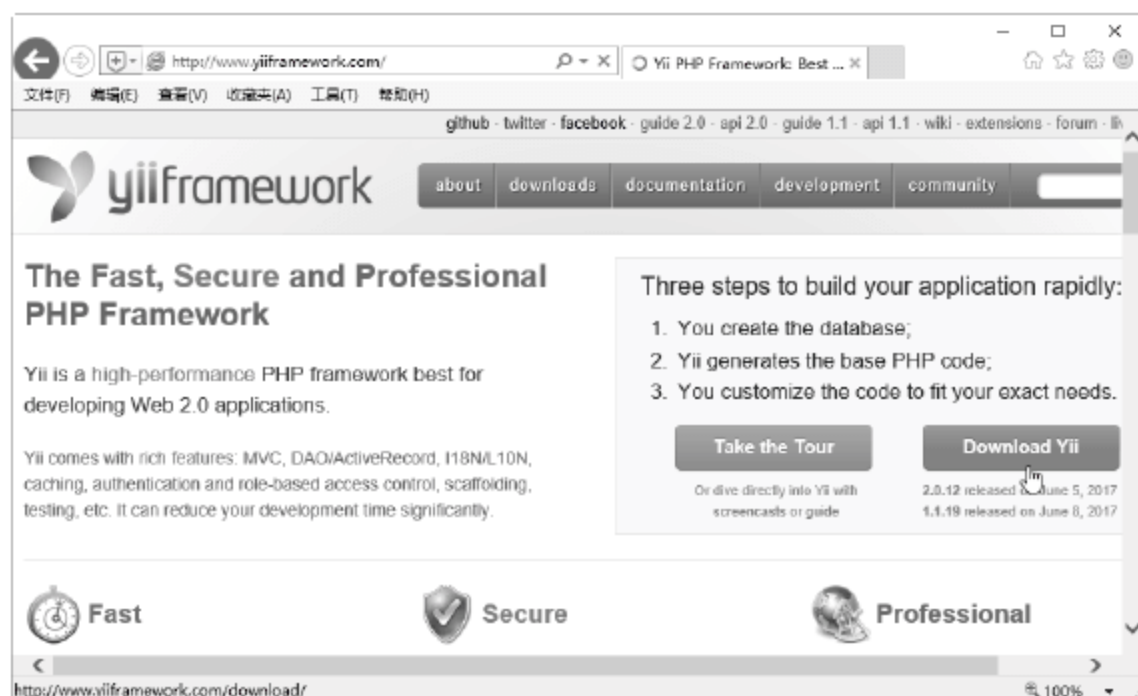 http://www.yiiframework.com/
Yii PHP Framework: Best ...
文件(F) 编辑(E) 查看(V) 收藏夹(A) 工具(T) 帮助(H)
github - twitter - facebook - guide 2.0 - api 2.0 - guide 1.1 - api 1.1 - wiki - extensions - forum -
yiiframework
about downloads documentation development community
The Fast, Secure and Professional
PHP Framework
Yii is a high-performance PHP framework best for
developing Web 2.0 applications.
Yii comes with rich features: MVC, DAO/ActiveRecord, I18N/L10N,
caching, authentication and role-based access control, scaffolding,
testing, etc. It can reduce your development time significantly.
Three steps to build your application rapidly:
1. You create the database;
2. Yii generates the base PHP code;
3. You customize the code to fit your exact needs.
Take the Tour
Or dive directly into Yii with
screencasts or guide
Download Yii
2.0.12 released June 5, 2017
1.1.19 released on June 8, 2017
Fast
Secure
Professional
http://www.yiiframework.com/download/
100%